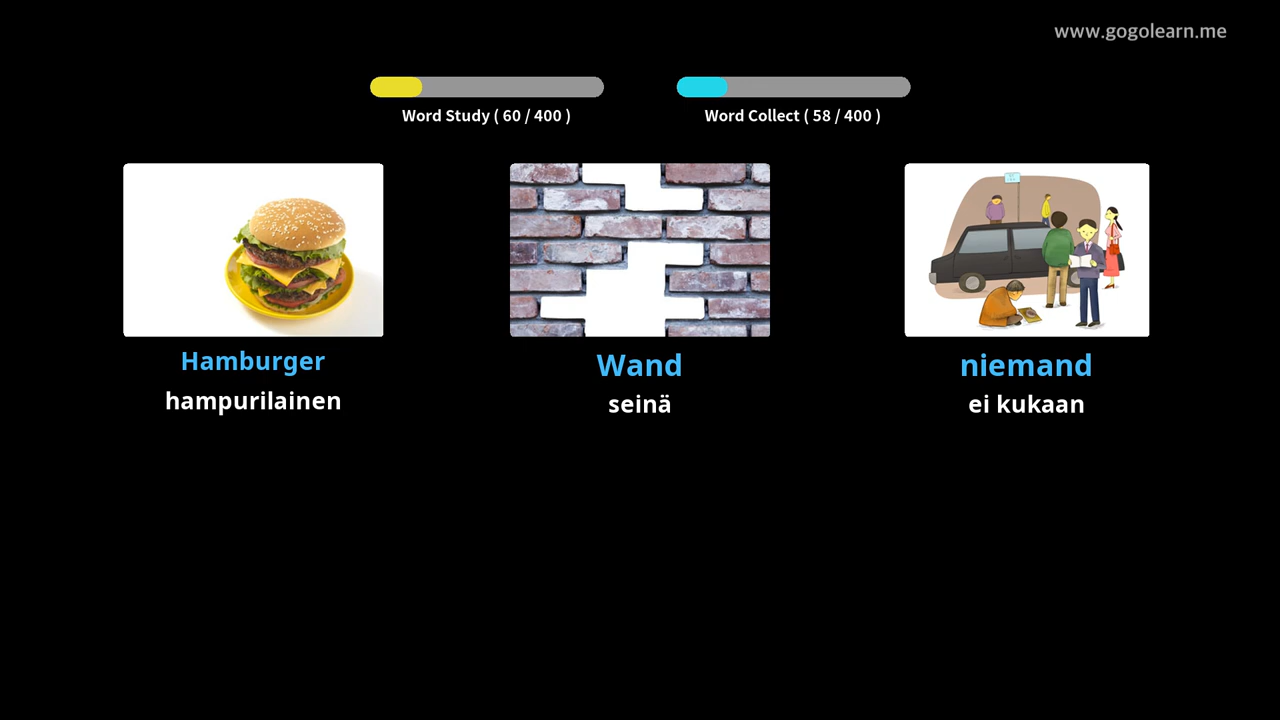 www.gogolearn.me
Word Study ( 60 / 400 )
Word Collect ( 58 / 400 )
Hamburger
hampurilainen
Wand
seinä
niemand
ei kukaan